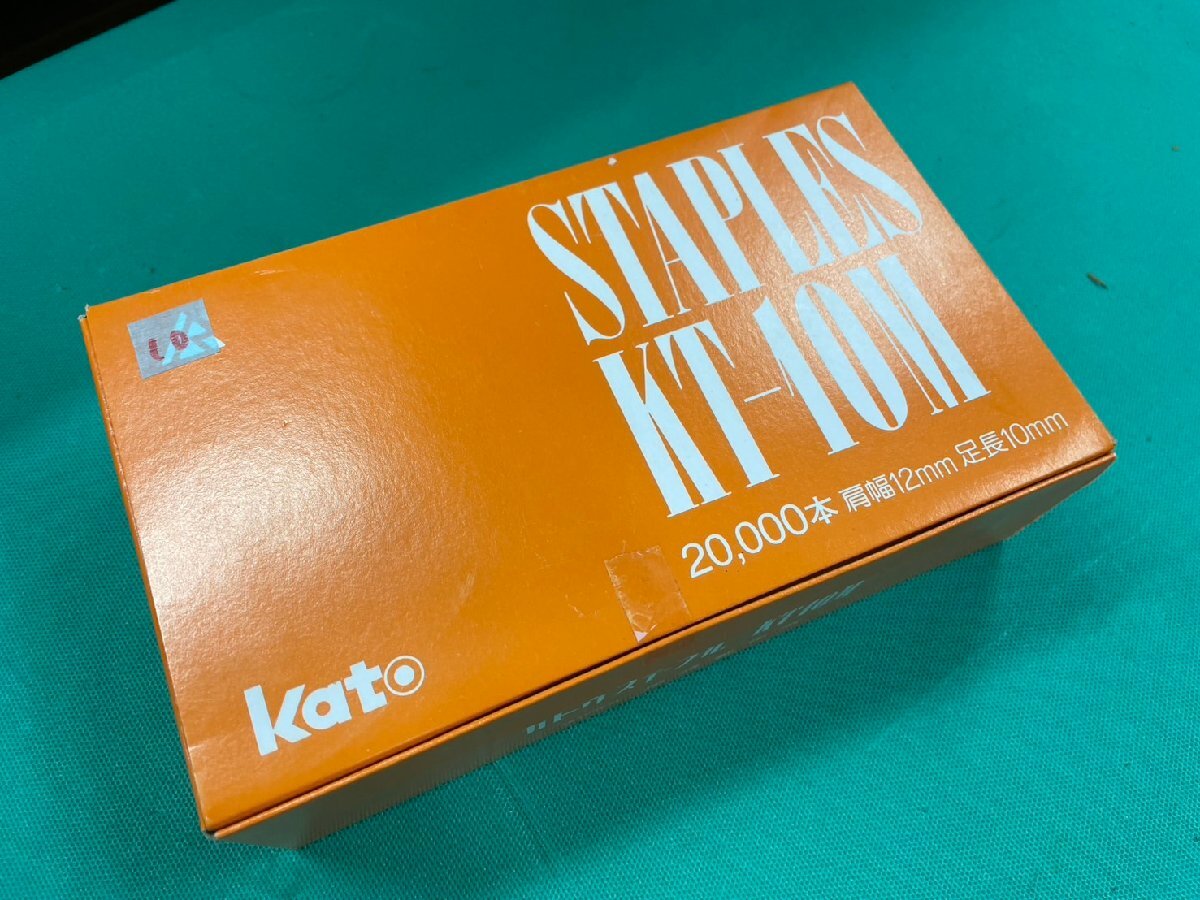 STAPLES
KT-10M
20,000本 肩幅12mm 足長10mm
kato
KT10M